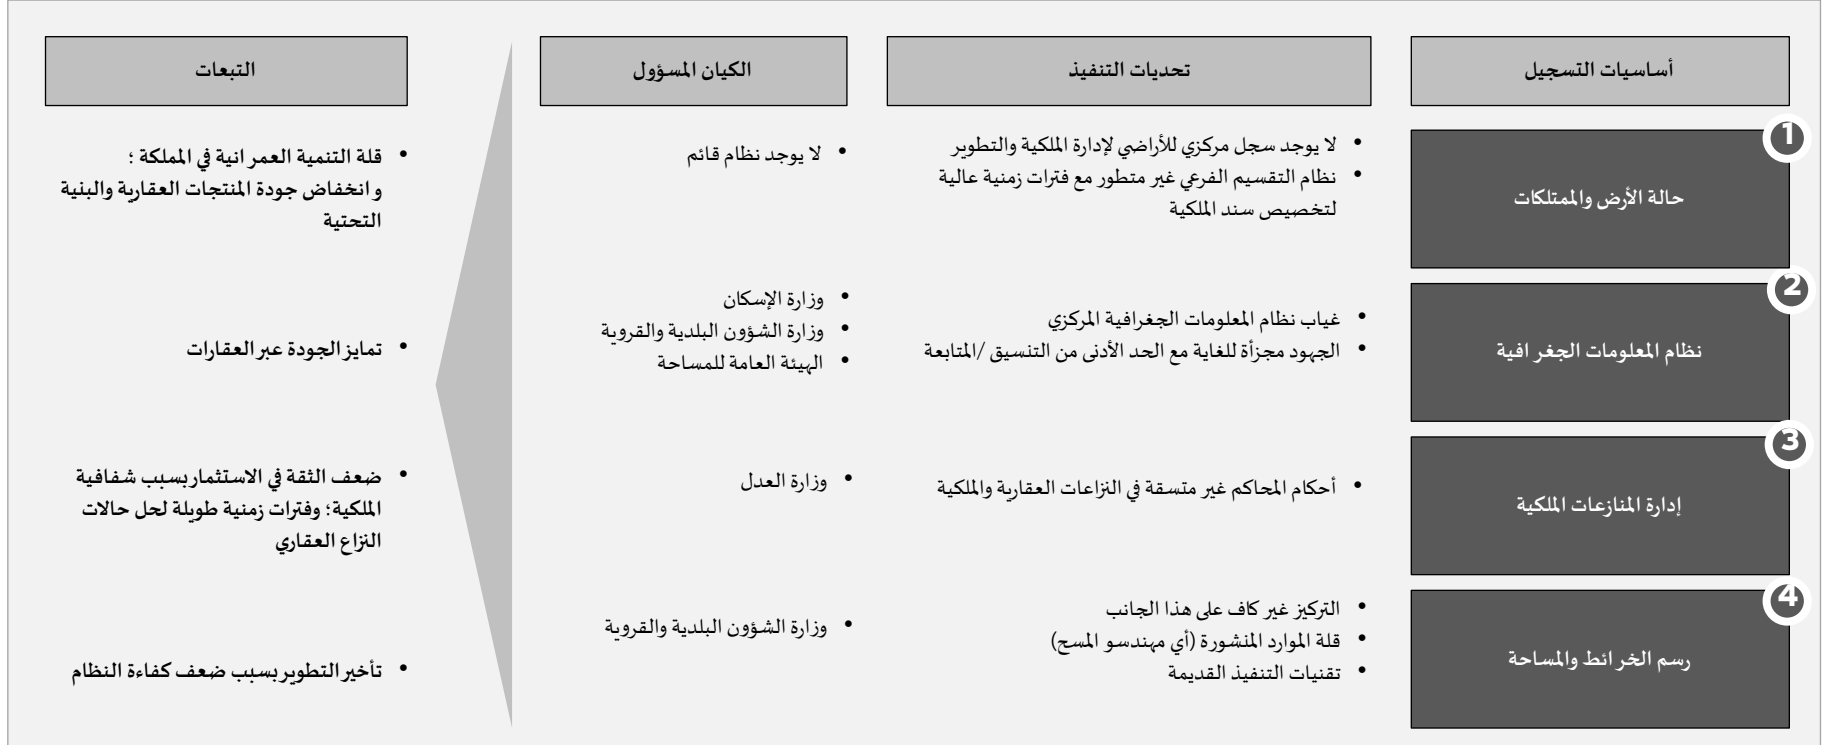 أساسيات التسجيل
تحديات التنفيذ
الكيان المسؤول
التبعات
1
حالة الأرض والممتلكات
• لا يوجد سجل مركزي للأراضي لإدارة الملكية والتطوير
• نظام التقسيم الفرعي غير متطور مع فترات زمنية عالية
لتخصيص سند الملكية
• لا يوجد نظام قائم
• قلة التنمية العمرانية في المملكة ؛
وانخفاض جودة المنتجات العقارية والبنية
التحتية
2
نظام المعلومات الجغرافية
• غياب نظام المعلومات الجغرافية المركزي
• الجهود مجزأة للغاية مع الحد الأدنى من التنسيق /المتابعة
• وزارة الإسكان
• وزارة الشؤون البلدية والقروية
• الهيئة العامة للمساحة
• تمايز الجودة عبر العقارات
3
إدارة المنازعات الملكية
• أحكام المحاكم غير متسقة في النزاعات العقارية والملكية
• وزارة العدل
• ضعف الثقة في الاستثمار بسبب شفافية
الملكية؛ وفترات زمنية طويلة لحل حالات
النزاع العقاري
4
رسم الخرائط والمساحة
• التركيز غير كاف على هذا الجانب
• قلة الموارد المنشورة (أي مهندسو المسح)
• تقنيات التنفيذ القديمة
• وزارة الشؤون البلدية والقروية
• تأخير التطوير بسبب ضعف كفاءة النظام